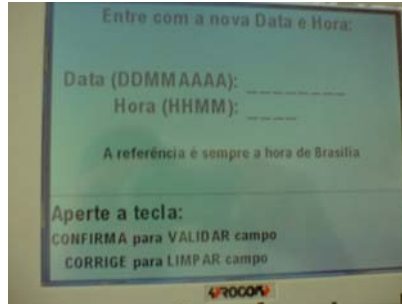 Entre com a nova Data e Hora:
Data (DDMMAAAA): _ _ _ _ _ _ _ _
Hora (HHMM): _ _ _ _
A referência é sempre a hora de Brasília
Aperte a tecla:
CONFIRMA para VALIDAR campo
CORRIGE para LIMPAR campo
PROCOMP